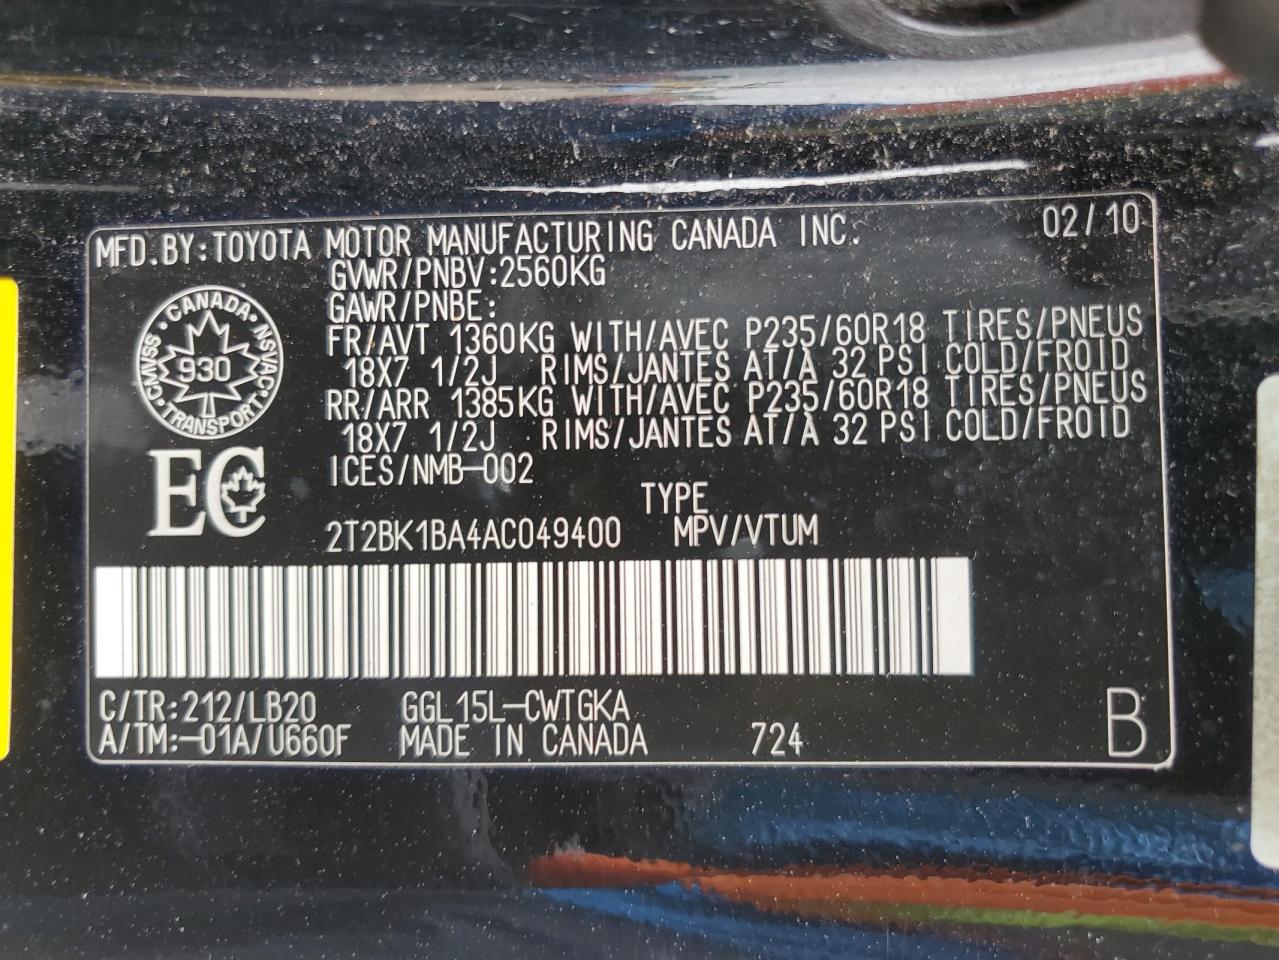 MFD.BY:TOYOTA MOTOR MANUFACTURING CANADA INC. 02/10
GVWR/PNBV:2560KG
GAWR/PNBE:
FR/AVT 1360KG WITH/AVEC P235/60R18 TIRES/PNEUS
18X7 1/2J RIMS/JANTES AT/A 32 PSI COLD/FROID
RR/ARR 1385KG WITH/AVEC P235/60R18 TIRES/PNEUS
18X7 1/2J RIMS/JANTES AT/A 32 PSI COLD/FROID
ICES/NMB-002
CANADA
CMVSS NSVAC
930
TRANSPORT
EC
TYPE
2T2BK1BA4AC049400 MPV/VTUM
C/TR:212/LB20 GGL15L-CWTGKA
A/TM:-01A/U660F MADE IN CANADA 724
B